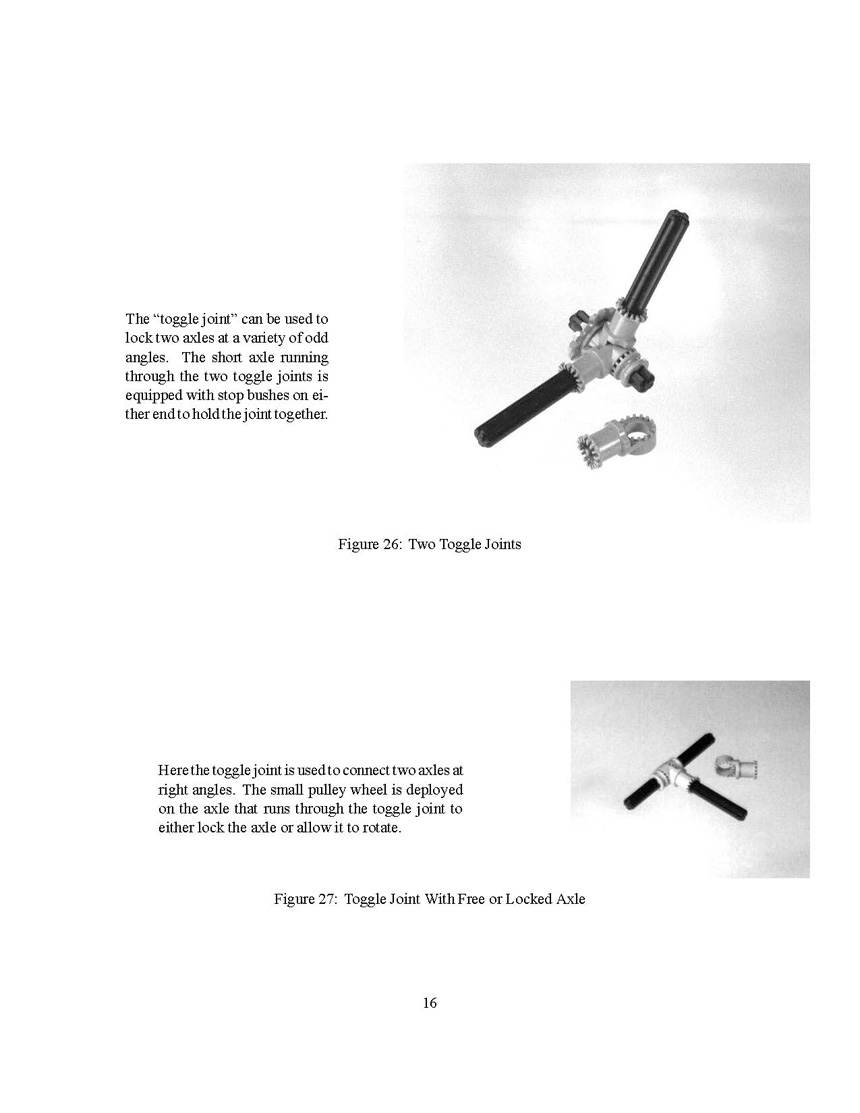 The “toggle joint” can be used to
lock two axles at a variety of odd
angles. The short axle running
through the two toggle joints is
equipped with stop bushes on ei-
ther end to hold the joint together.
Figure 26: Two Toggle Joints
Here the toggle joint is used to connect two axles at
right angles. The small pulley wheel is deployed
on the axle that runs through the toggle joint to
either lock the axle or allow it to rotate.
Figure 27: Toggle Joint With Free or Locked Axle
16